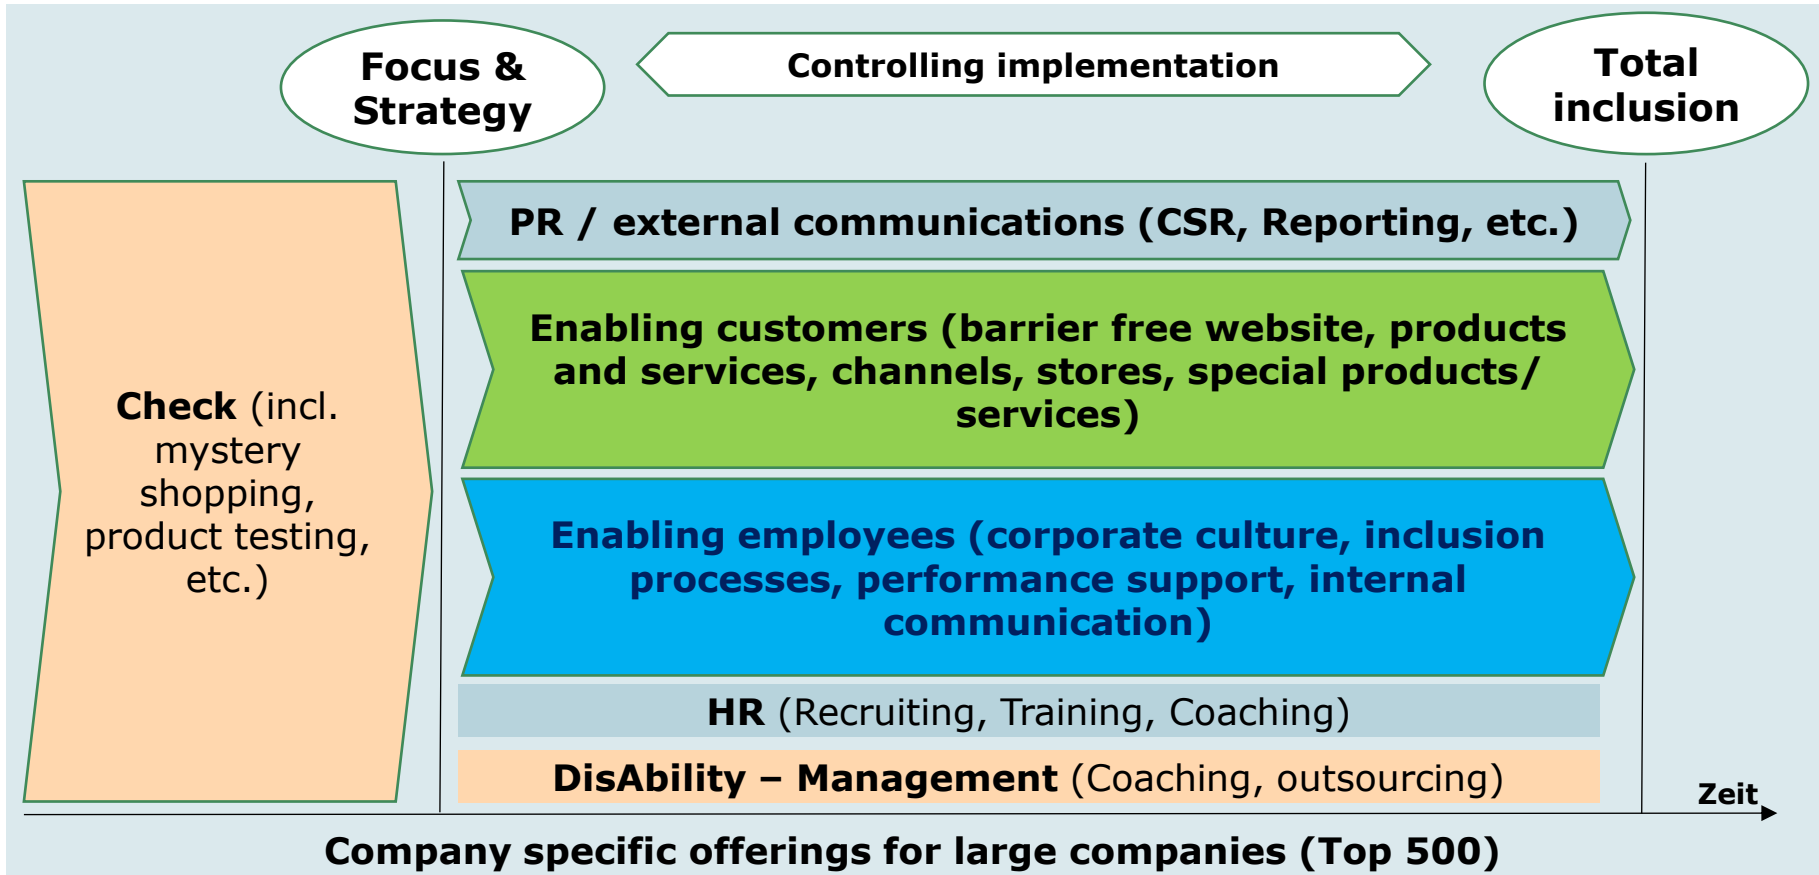 Focus &
Strategy
Controlling implementation
Total
inclusion
Check (incl.
mystery
shopping,
product testing,
etc.)
PR / external communications (CSR, Reporting, etc.)
Enabling customers (barrier free website, products
and services, channels, stores, special products/
services)
Enabling employees (corporate culture, inclusion
processes, performance support, internal
communication)
HR (Recruiting, Training, Coaching)
DisAbility – Management (Coaching, outsourcing)
Zeit
Company specific offerings for large companies (Top 500)